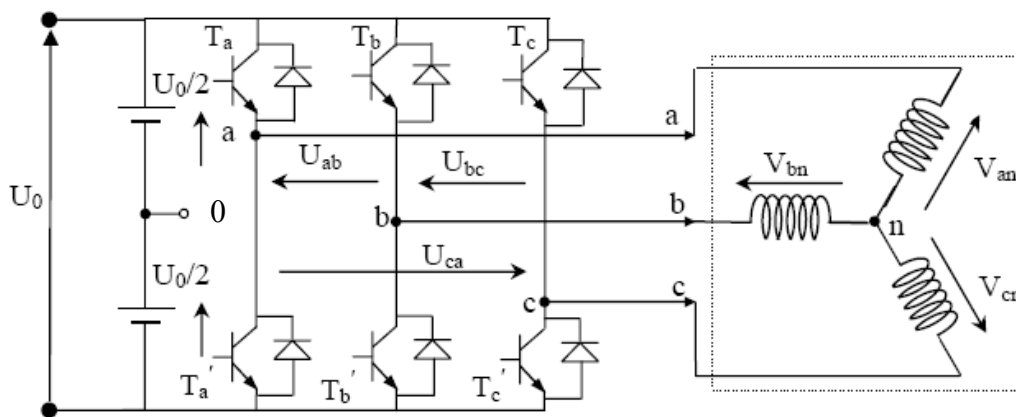 Ta Tb Tc
U0/2
a a
Uab Ubc Vbn Van
U0 0 b b n
U0/2 Uca
c c Vcn
Ta' Tb' Tc'